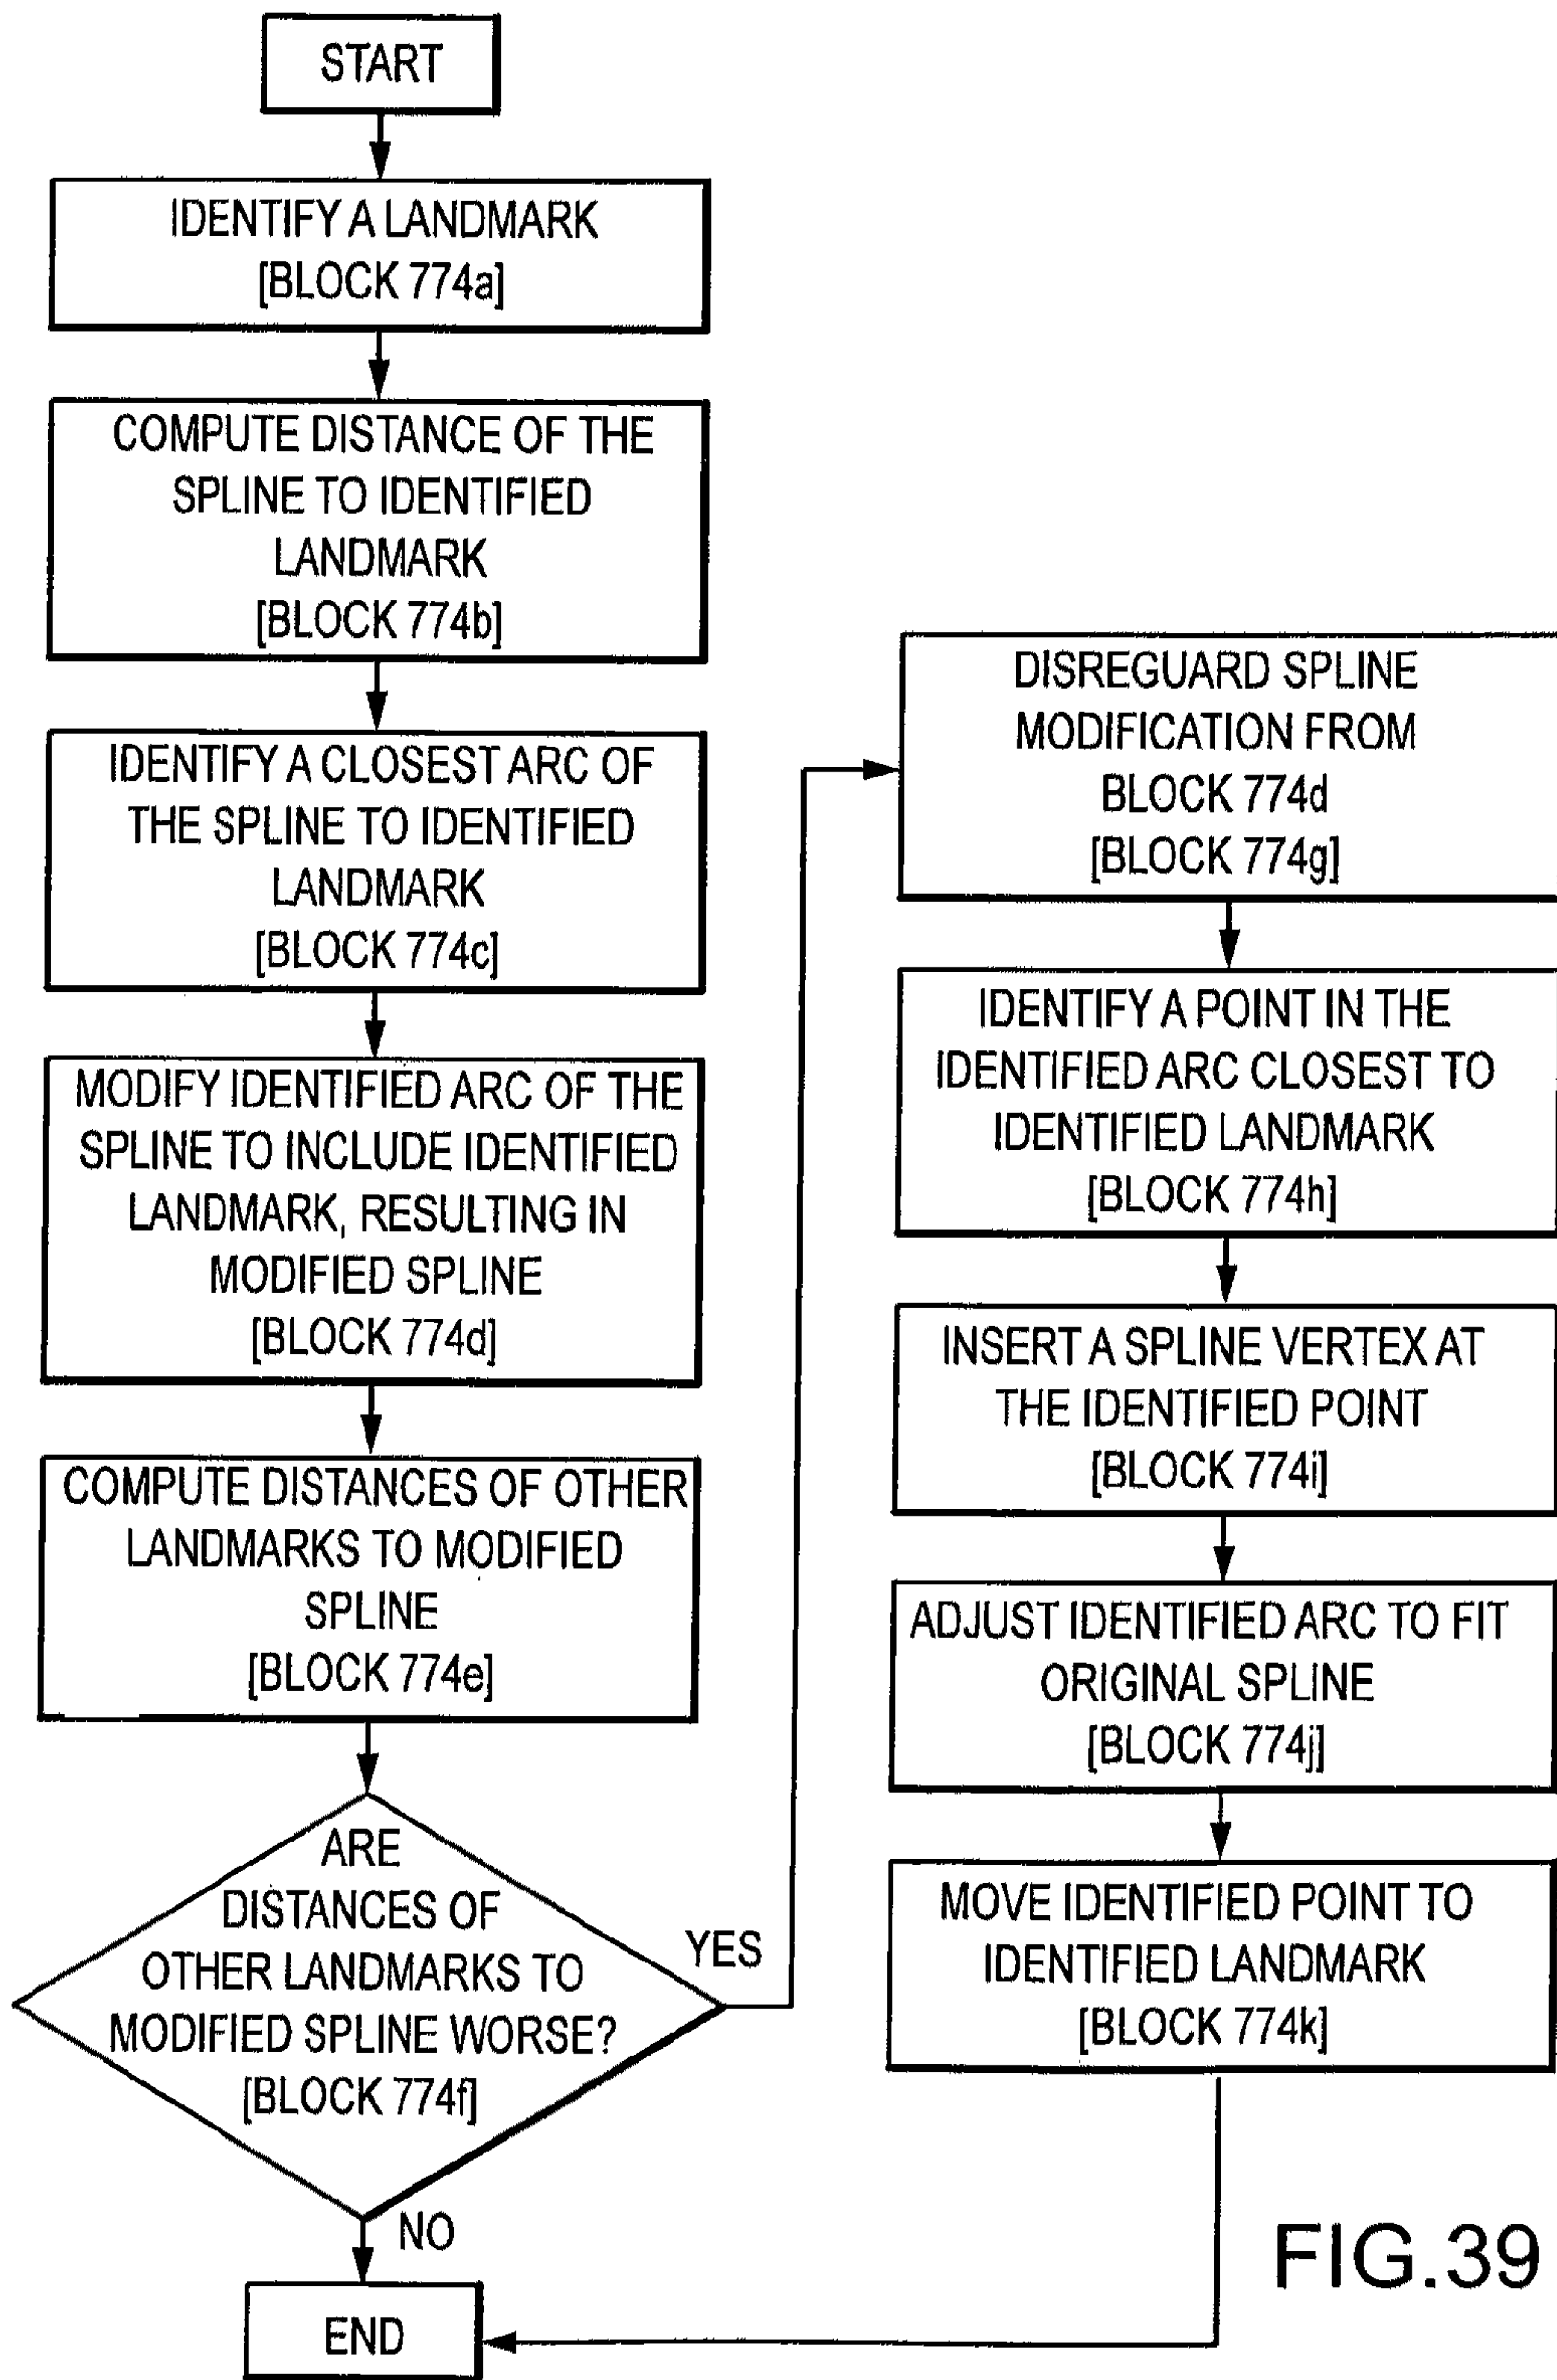 START
IDENTIFY A LANDMARK
[BLOCK 774a]
COMPUTE DISTANCE OF THE
SPLINE TO IDENTIFIED
LANDMARK
[BLOCK 774b]
IDENTIFY A CLOSEST ARC OF
THE SPLINE TO IDENTIFIED
LANDMARK
[BLOCK 774c]
MODIFY IDENTIFIED ARC OF THE
SPLINE TO INCLUDE IDENTIFIED
LANDMARK, RESULTING IN
MODIFIED SPLINE
[BLOCK 774d]
COMPUTE DISTANCES OF OTHER
LANDMARKS TO MODIFIED
SPLINE
[BLOCK 774e]
ARE
DISTANCES OF
OTHER LANDMARKS TO
MODIFIED SPLINE WORSE?
[BLOCK 774f]
YES
NO
END
DISREGUARD SPLINE
MODIFICATION FROM
BLOCK 774d
[BLOCK 774g]
IDENTIFY A POINT IN THE
IDENTIFIED ARC CLOSEST TO
IDENTIFIED LANDMARK
[BLOCK 774h]
INSERT A SPLINE VERTEX AT
THE IDENTIFIED POINT
[BLOCK 774i]
ADJUST IDENTIFIED ARC TO FIT
ORIGINAL SPLINE
[BLOCK 774j]
MOVE IDENTIFIED POINT TO
IDENTIFIED LANDMARK
[BLOCK 774k]
FIG.39